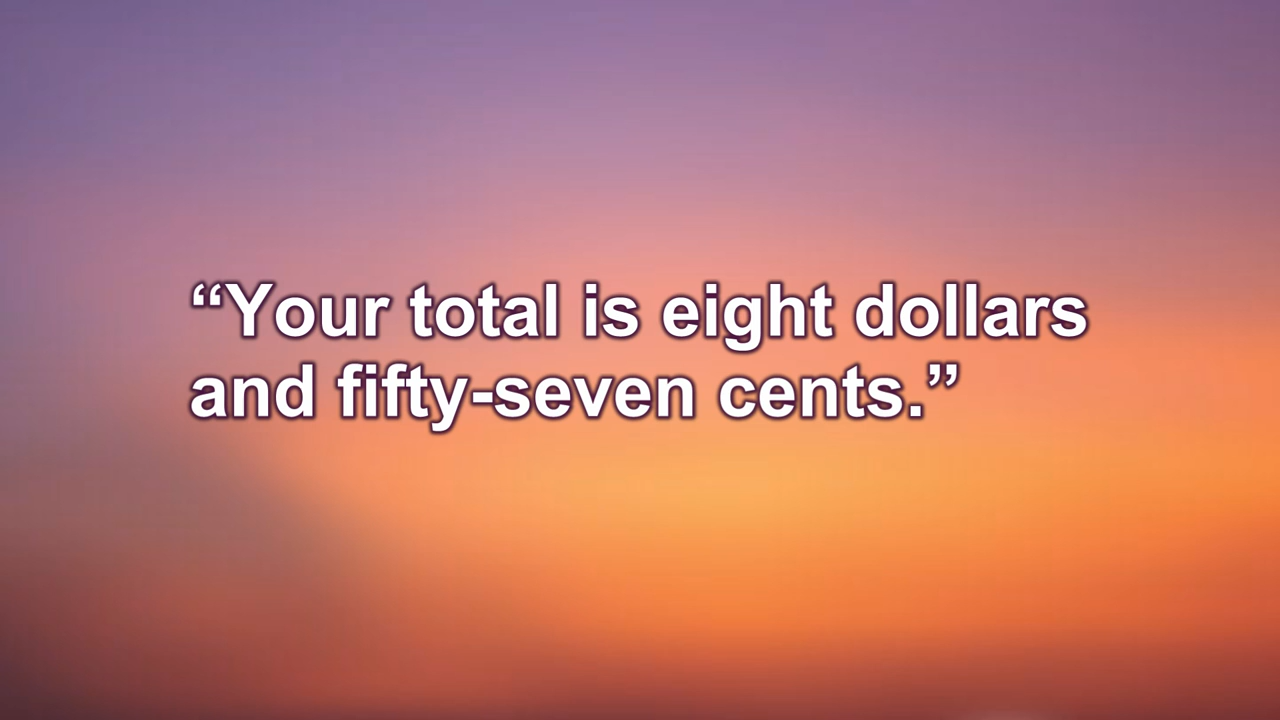 “Your total is eight dollars
and fifty-seven cents.”